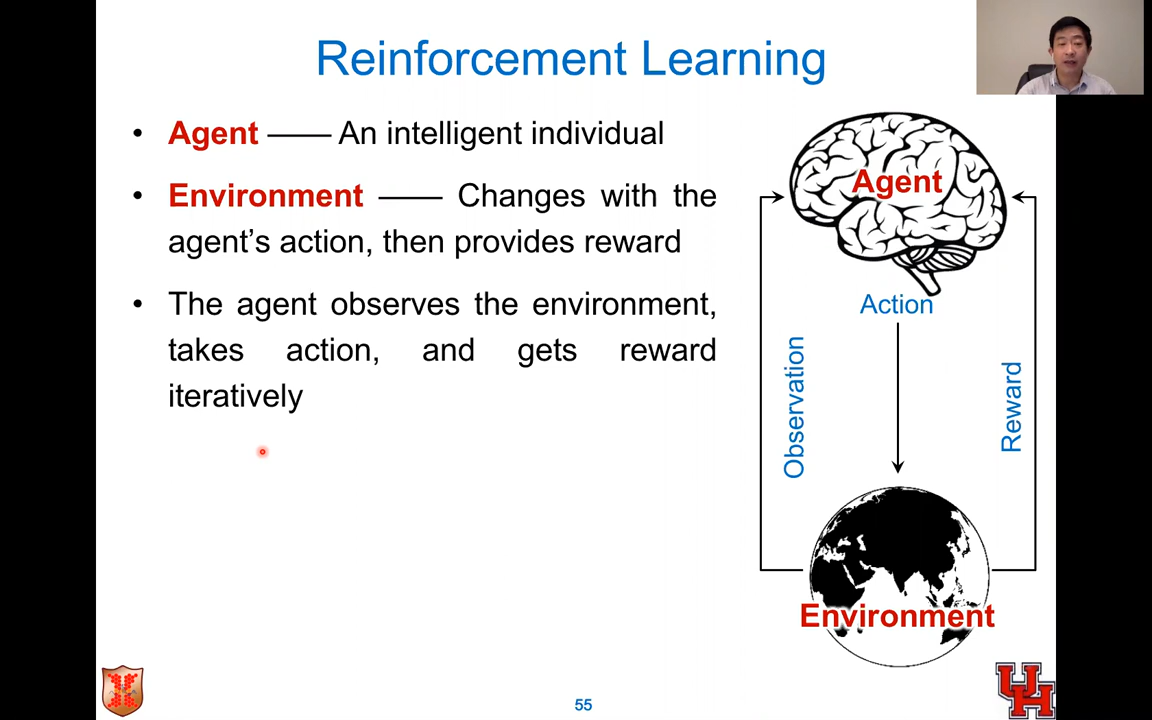 Reinforcement Learning
• Agent —— An intelligent individual
• Environment —— Changes with the
agent’s action, then provides reward
• The agent observes the environment,
takes action, and gets reward
iteratively
Agent
Action
Observation
Reward
Environment
55
UH